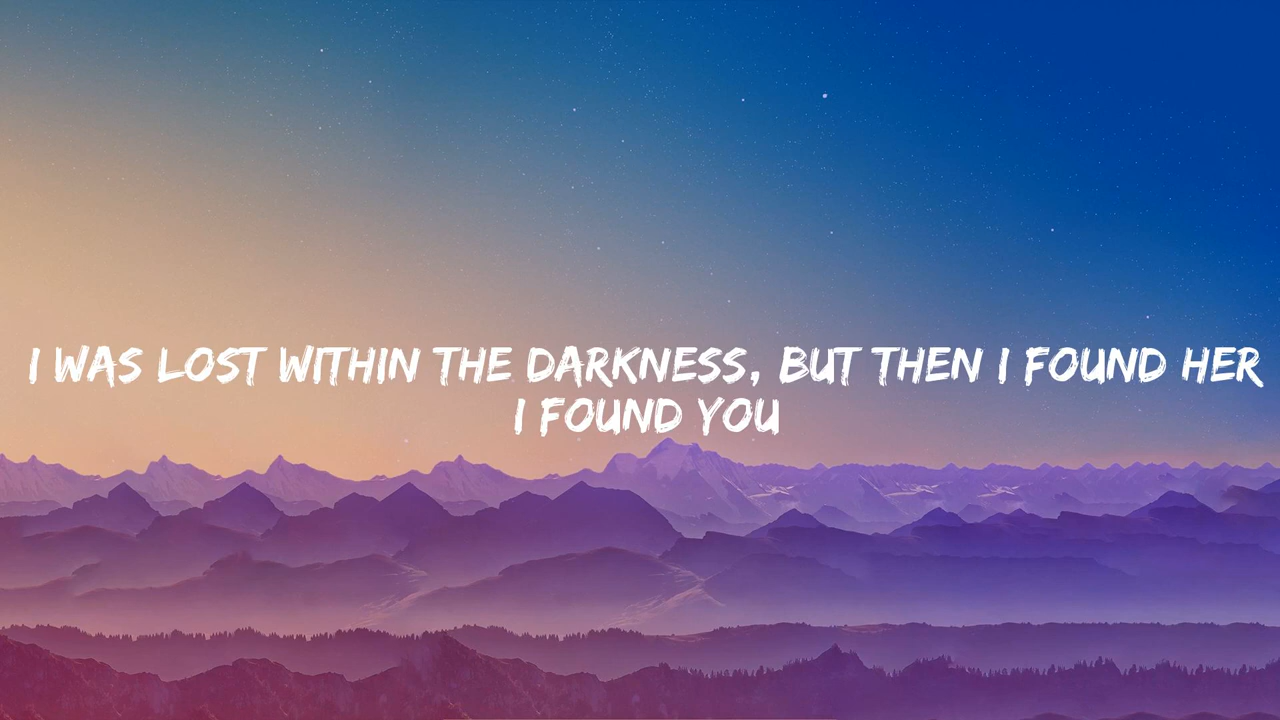 I WAS LOST WITHIN THE DARKNESS, BUT THEN I FOUND HER
I FOUND YOU